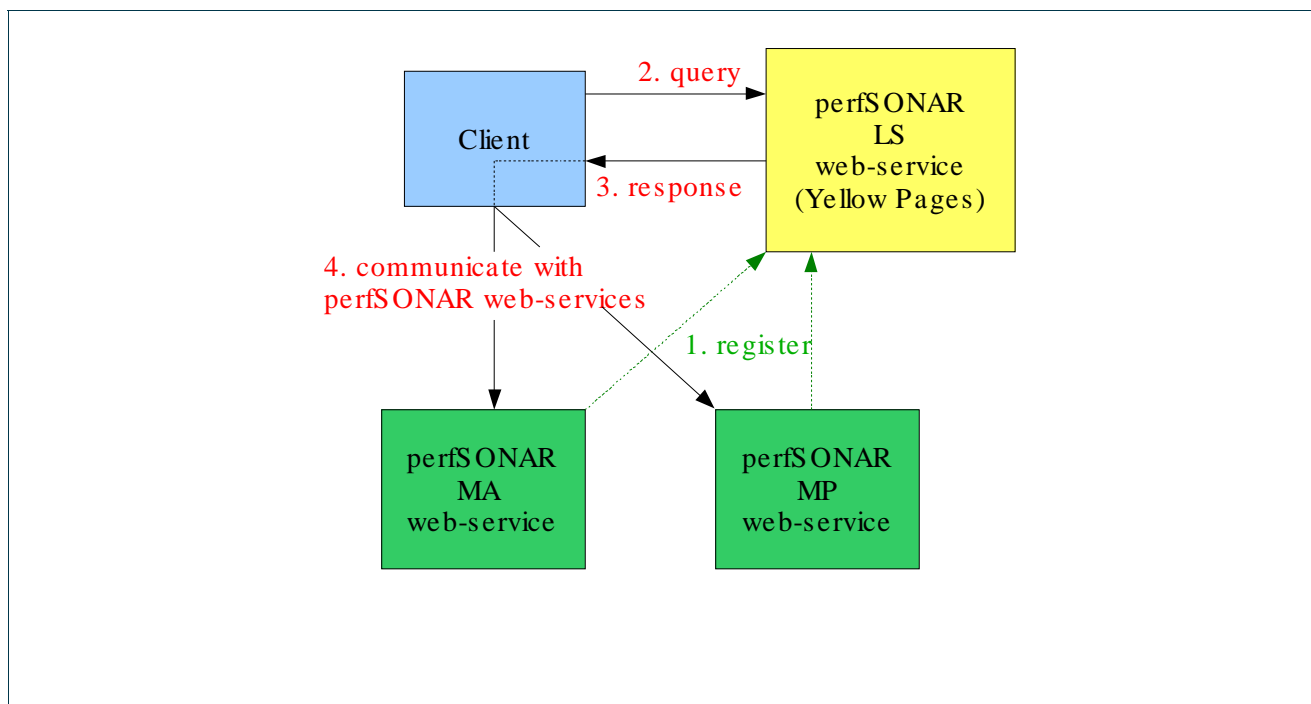 2. query
perfSONAR
LS
web-service
(Yellow Pages)
Client
3. response
4. communicate with
perfSONAR web-services
1. register
perfSONAR
MA
web-service
perfSONAR
MP
web-service